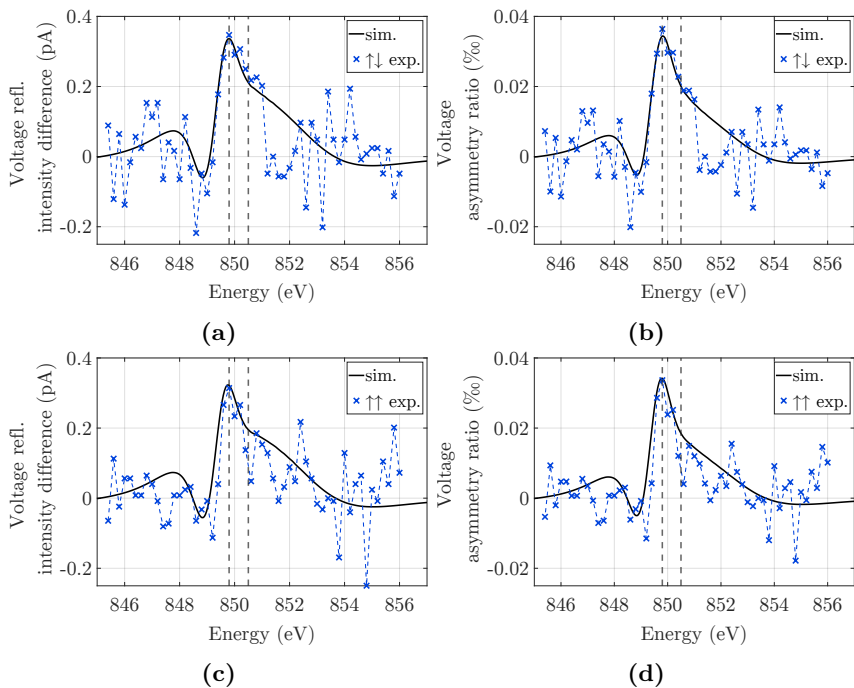 Voltage refl.
intensity difference (pA)
0.4
0.2
0
-0.2
sim.
↑↓ exp.
846 848 850 852 854 856
Energy (eV)
(a)
Voltage
asymmetry ratio (‰)
0.04
0.02
0
-0.02
sim.
↑↓ exp.
846 848 850 852 854 856
Energy (eV)
(b)
Voltage refl.
intensity difference (pA)
0.4
0.2
0
-0.2
sim.
↑↑ exp.
846 848 850 852 854 856
Energy (eV)
(c)
Voltage
asymmetry ratio (‰)
0.04
0.02
0
-0.02
sim.
↑↑ exp.
846 848 850 852 854 856
Energy (eV)
(d)